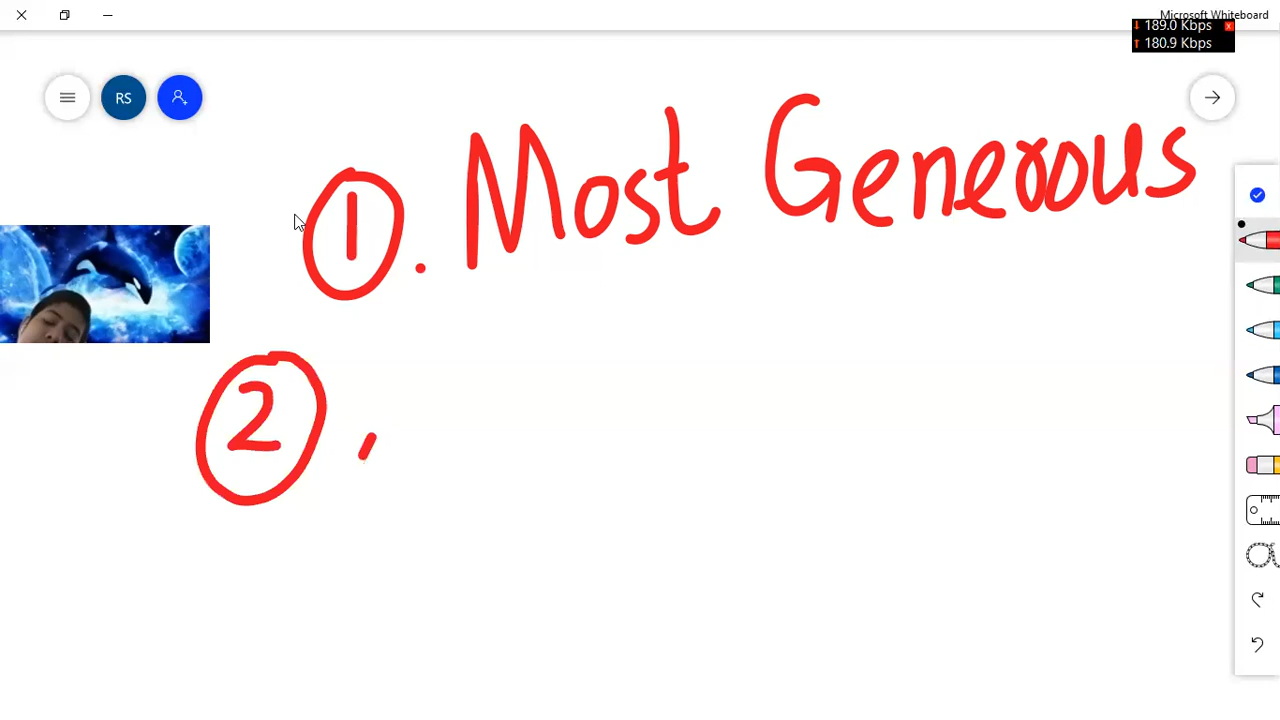 Microsoft Whiteboard
↓ 189.0 Kbps x
↑ 180.9 Kbps
RS
1. Most Generous
2.